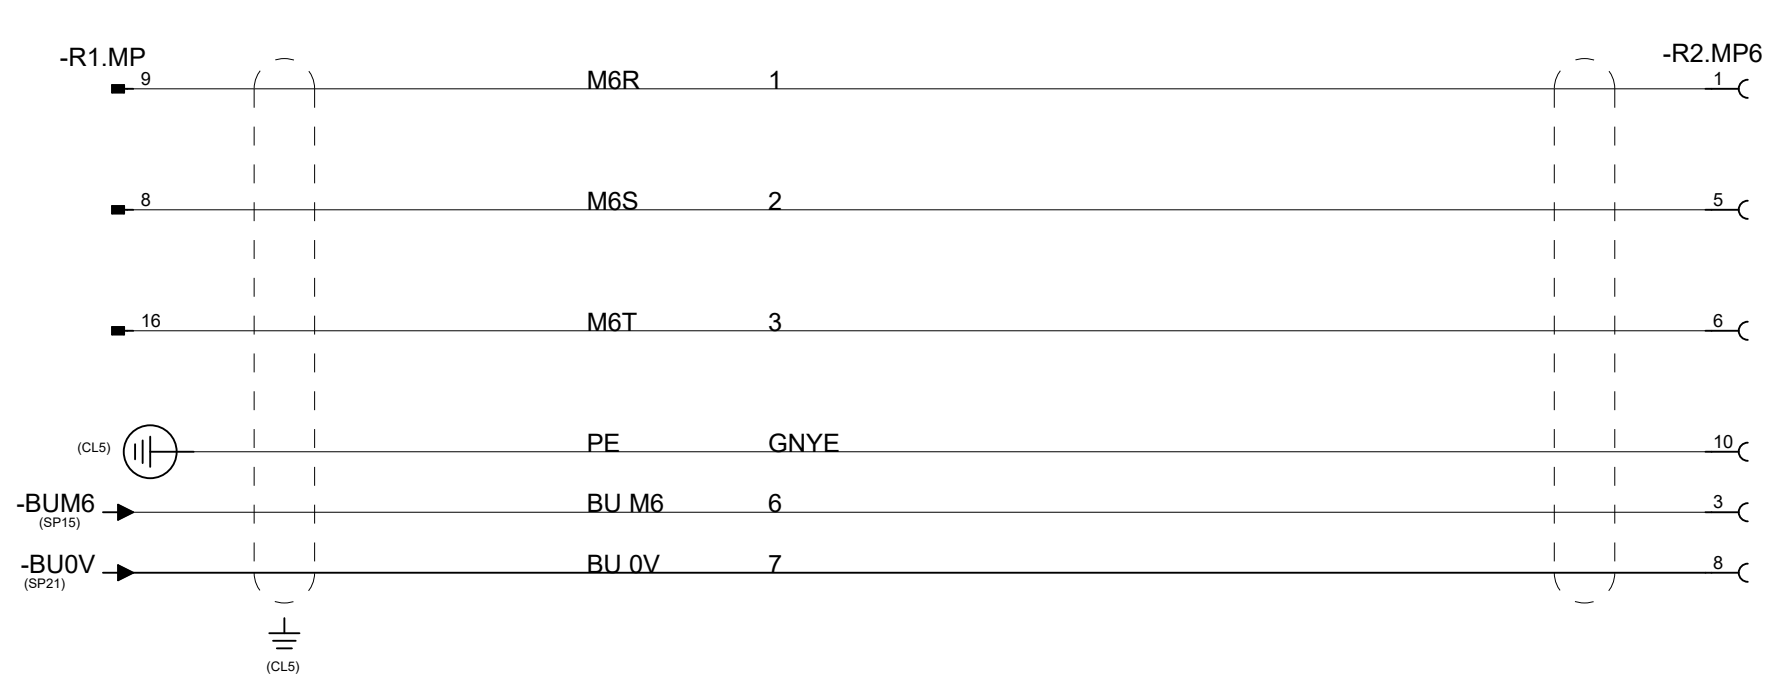 -R1.MP -R2.MP6
9 M6R 1 1
8 M6S 2 5
16 M6T 3 6
(CL5) PE GNYE 10
-BUM6 BU M6 6 3
(SP15)
-BU0V BU 0V 7 8
(SP21)
(CL5)